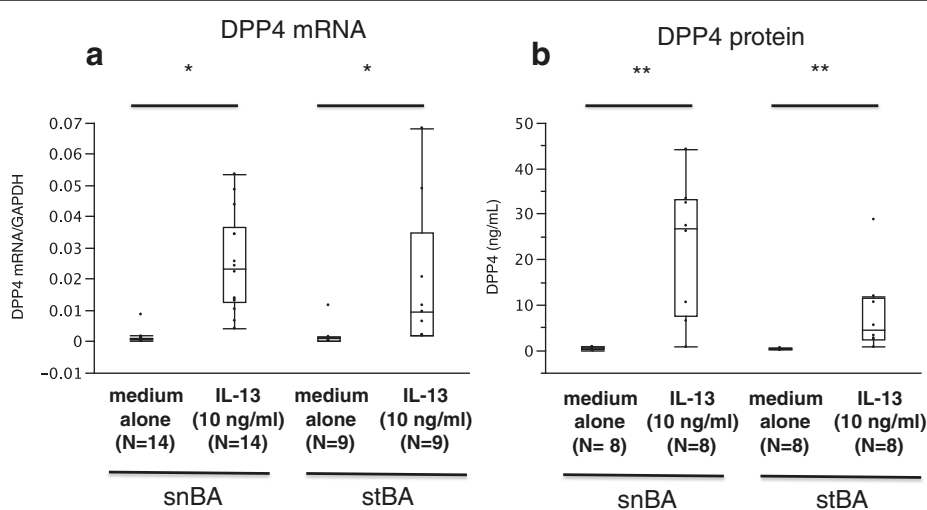 DPP4 mRNA
a
*
*
DPP4 mRNA/GAPDH
0.07
0.06
0.05
0.04
0.03
0.02
0.01
0
−0.01
medium
alone
(N=14)
IL-13
(10 ng/ml)
(N=14)
medium
alone
(N=9)
IL-13
(10 ng/ml)
(N=9)
snBA
stBA
DPP4 protein
b
**
**
DPP4 (ng/mL)
50
40
30
20
10
0
medium
alone
(N= 8)
IL-13
(10 ng/ml)
(N=8)
medium
alone
(N=8)
IL-13
(10 ng/ml)
(N=8)
snBA
stBA